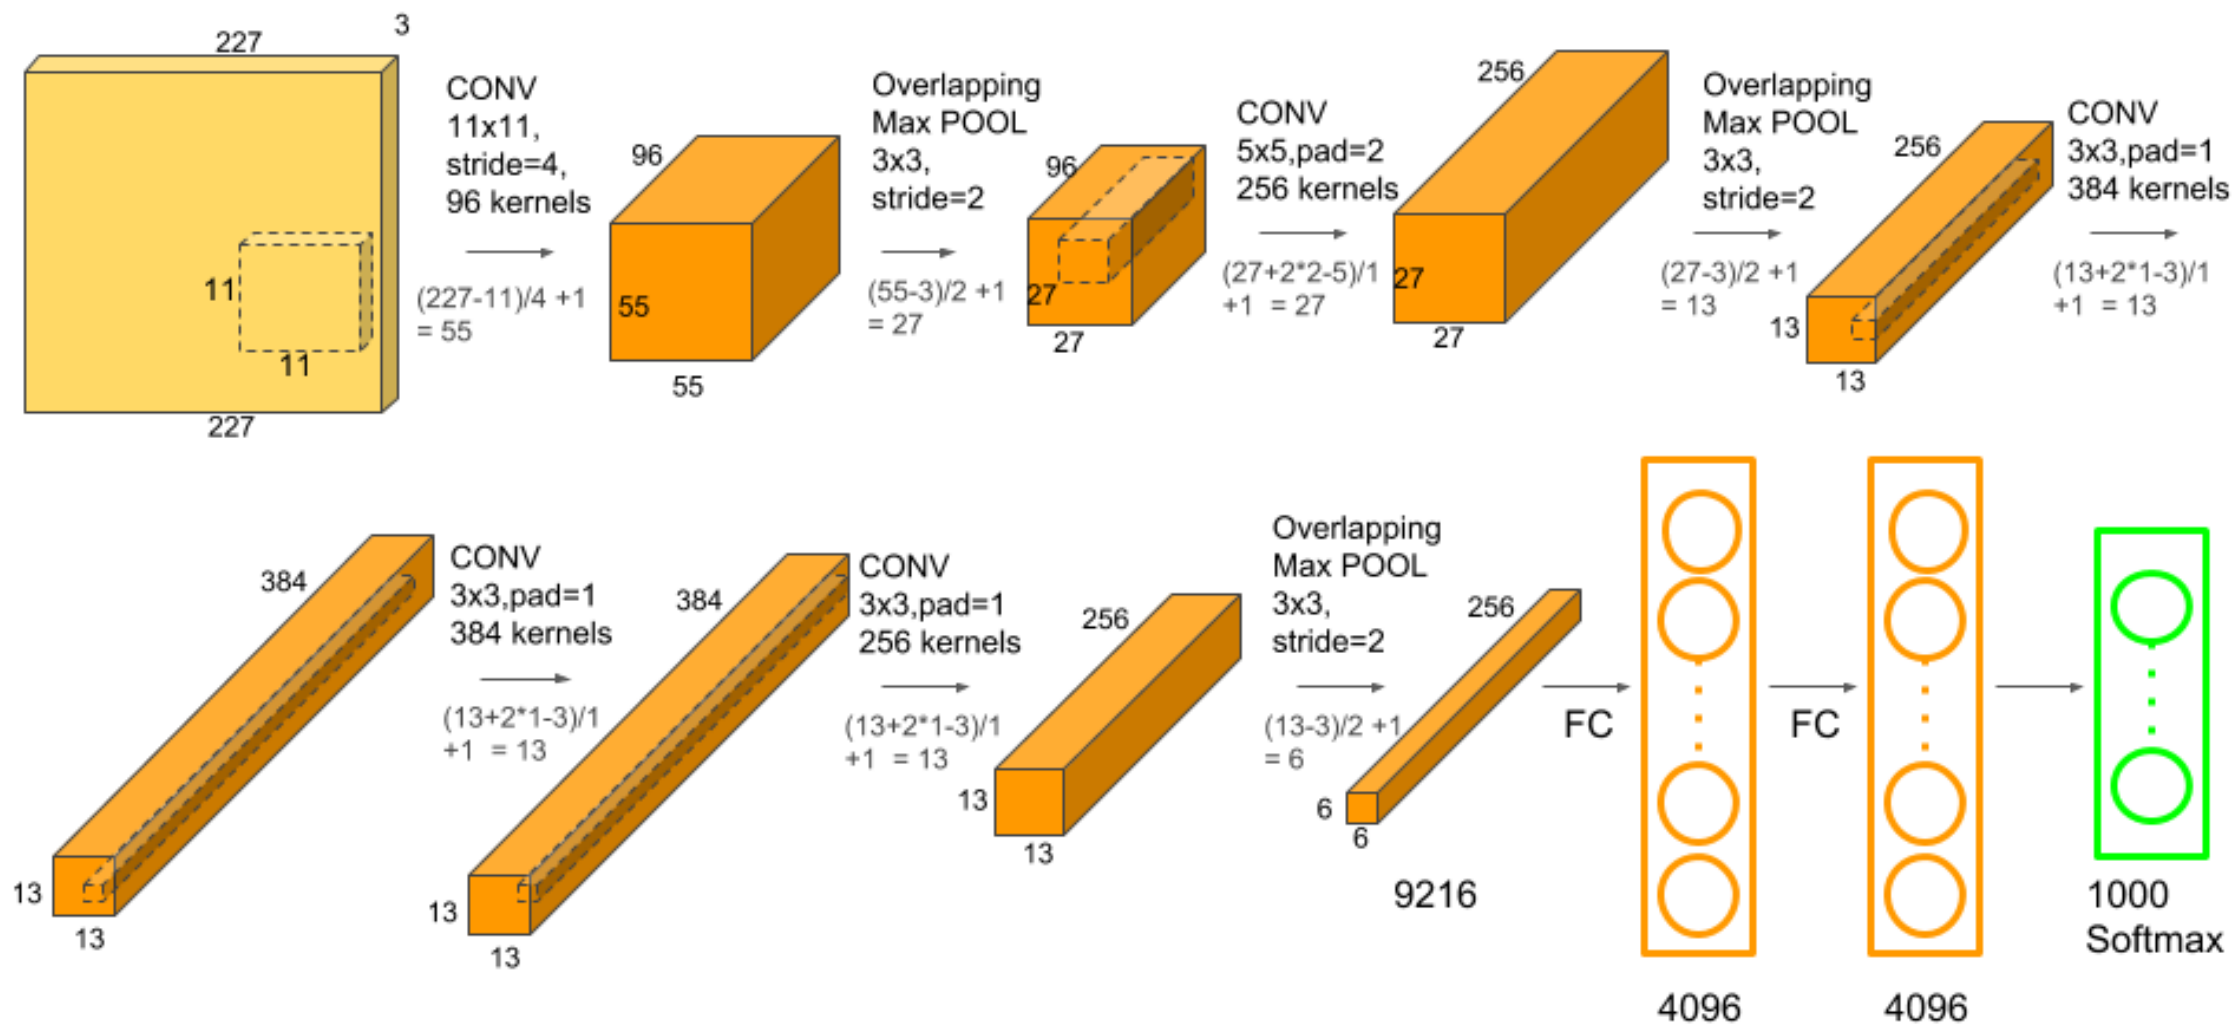 227
3
11
11
227
CONV
11x11,
stride=4,
96 kernels
(227-11)/4 +1
= 55
96
55
55
Overlapping
Max POOL
3x3,
stride=2
(55-3)/2 +1
= 27
96
27
27
CONV
5x5,pad=2
256 kernels
(27+2*2-5)/1
+1 = 27
256
27
27
Overlapping
Max POOL
3x3,
stride=2
(27-3)/2 +1
= 13
256
13
13
CONV
3x3,pad=1
384 kernels
(13+2*1-3)/1
+1 = 13
384
13
13
CONV
3x3,pad=1
384 kernels
(13+2*1-3)/1
+1 = 13
384
13
13
CONV
3x3,pad=1
256 kernels
(13+2*1-3)/1
+1 = 13
256
13
13
Overlapping
Max POOL
3x3,
stride=2
(13-3)/2 +1
= 6
256
6
6
9216
FC
4096
FC
4096
1000
Softmax